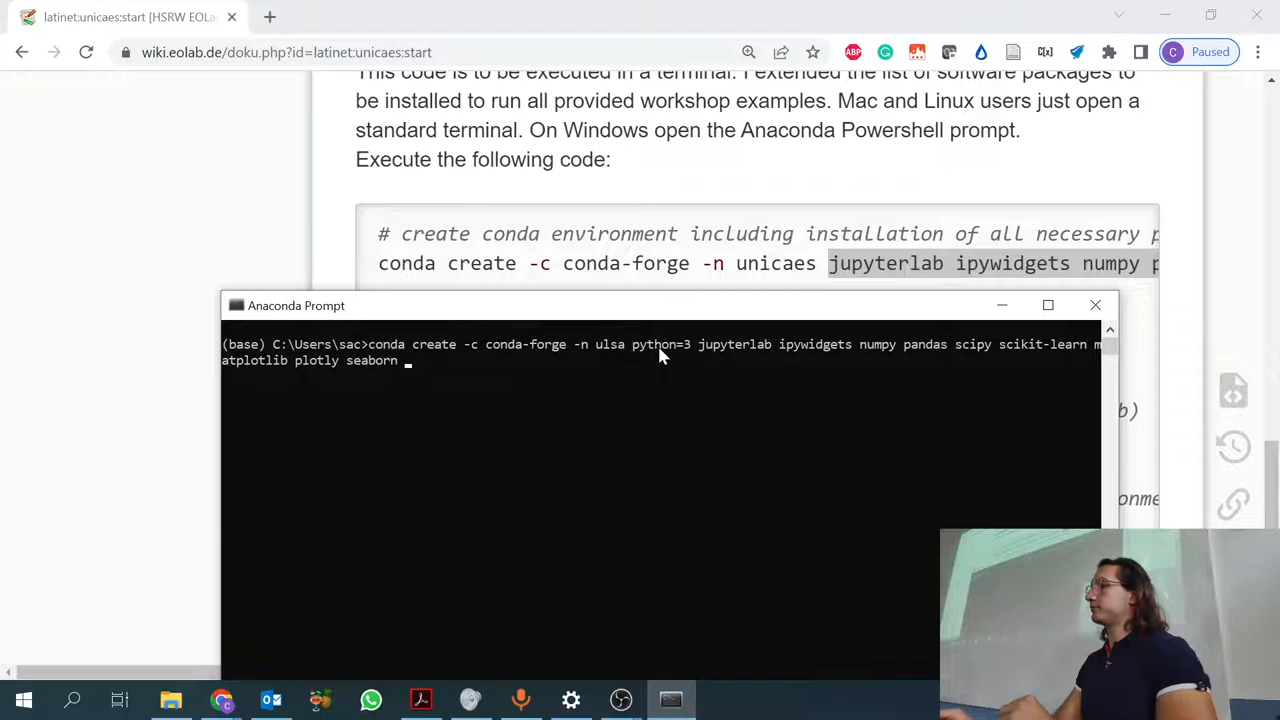 latinet:unicaes:start [HSRW EOLa
wiki.eolab.de/doku.php?id=latinet:unicaes:start
ABP
C[x]
C
Paused
This code is to be executed in a terminal. I extended the list of software packages to
be installed to run all provided workshop examples. Mac and Linux users just open a
standard terminal. On Windows open the Anaconda Powershell prompt.
Execute the following code:
# create conda environment including installation of all necessary p
conda create -c conda-forge -n unicaes jupyterlab ipywidgets numpy p
Anaconda Prompt
(base) C:\Users\sac>conda create -c conda-forge -n ulsa python=3 jupyterlab ipywidgets numpy pandas scipy scikit-learn m
atplotlib plotly seaborn
b)
onme